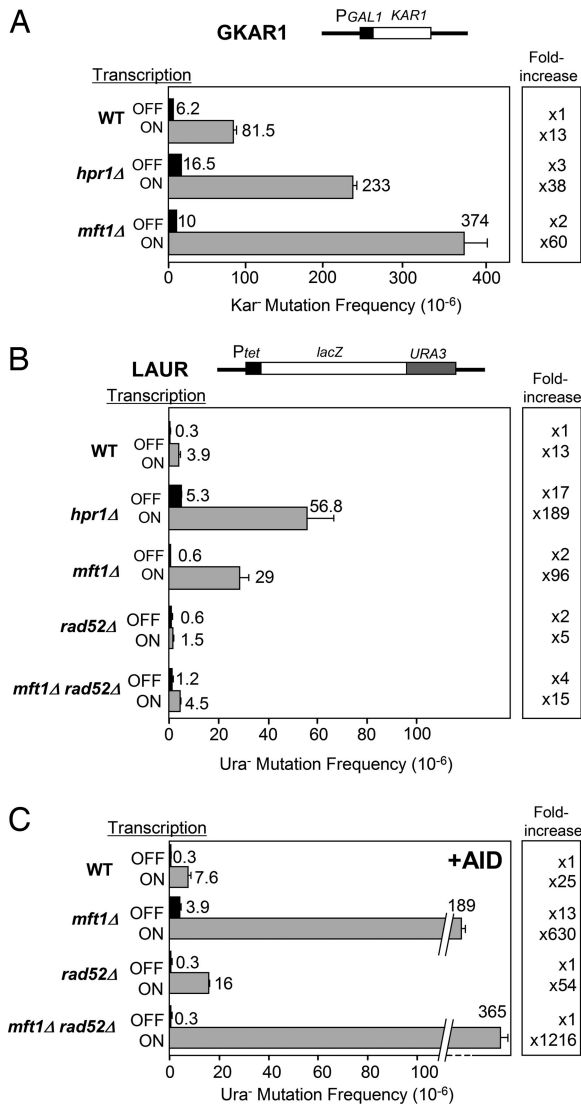 A
GKAR1
PGAL1 KAR1
Transcription
Fold-
increase
WT OFF 6.2 x1
ON 81.5 x13
hpr1Δ OFF 16.5 x3
ON 233 x38
mft1Δ OFF 10 374 x2
ON x60
0 100 200 300 400
Kar- Mutation Frequency (10-6)
B
LAUR
Ptet lacZ URA3
Transcription
Fold-
increase
WT OFF 0.3 x1
ON 3.9 x13
hpr1Δ OFF 5.3 x17
ON 56.8 x189
mft1Δ OFF 0.6 x2
ON 29 x96
rad52Δ OFF 0.6 x2
ON 1.5 x5
mft1Δ rad52Δ OFF 1.2 x4
ON 4.5 x15
0 20 40 60 80 100
Ura- Mutation Frequency (10-6)
C
Transcription
Fold-
increase
+AID
WT OFF 0.3 x1
ON 7.6 x25
mft1Δ OFF 3.9 189 x13
ON x630
rad52Δ OFF 0.3 x1
ON 16 x54
mft1Δ rad52Δ OFF 0.3 365 x1
ON x1216
0 20 40 60 80 100
Ura- Mutation Frequency (10-6)